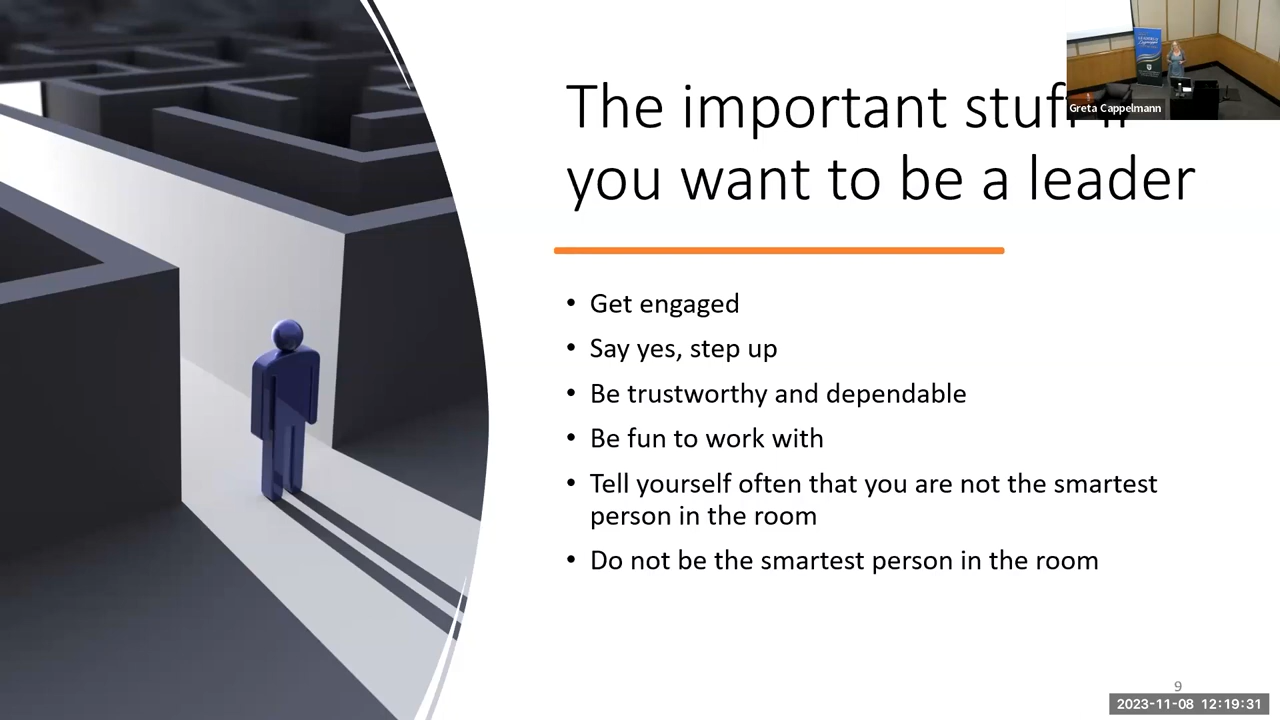 The important stuff if
you want to be a leader
Greta Cappelmann
• Get engaged
• Say yes, step up
• Be trustworthy and dependable
• Be fun to work with
• Tell yourself often that you are not the smartest
person in the room
• Do not be the smartest person in the room
9
2023-11-08 12:19:31